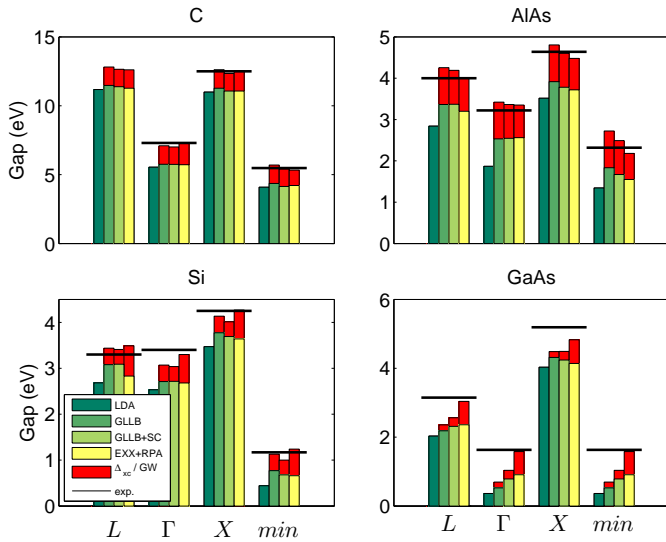 C
AlAs
15
10
5
0
Gap (eV)
5
4
3
2
1
0
Si
GaAs
4
3
2
1
0
Gap (eV)
6
4
2
0
LDA
GLLB
GLLB+SC
EXX+RPA
Δxc / GW
exp.
L Γ X min
L Γ X min